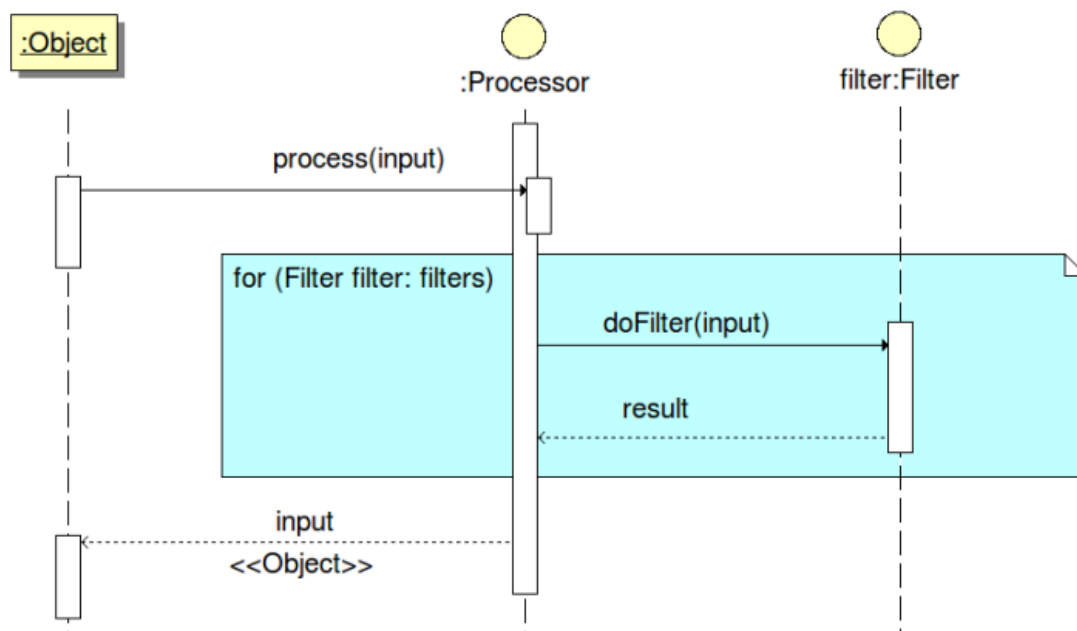 :Object
:Processor
filter:Filter
process(input)
for (Filter filter: filters)
doFilter(input)
result
input
<<Object>>